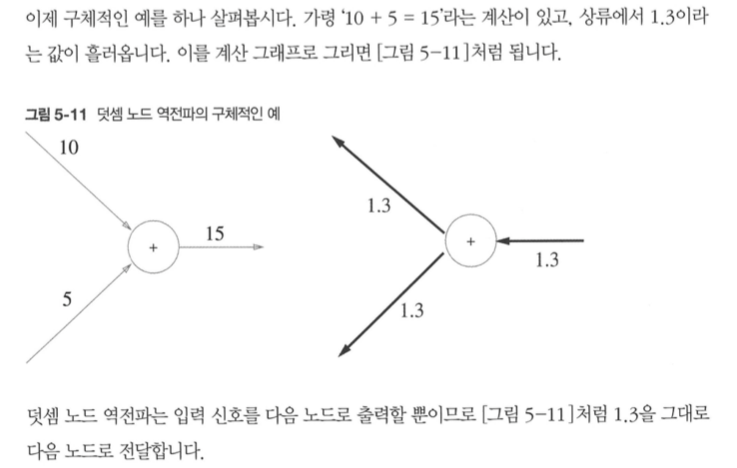 이제 구체적인 예를 하나 살펴봅시다. 가령 ‘10 + 5 = 15’라는 계산이 있고, 상류에서 1.3이라
는 값이 흘러옵니다. 이를 계산 그래프로 그리면 [그림 5-11]처럼 됩니다.
그림 5-11 덧셈 노드 역전파의 구체적인 예
10
5
+
15
1.3
1.3
+
1.3
덧셈 노드 역전파는 입력 신호를 다음 노드로 출력할 뿐이므로 [그림 5-11]처럼 1.3을 그대로
다음 노드로 전달합니다.